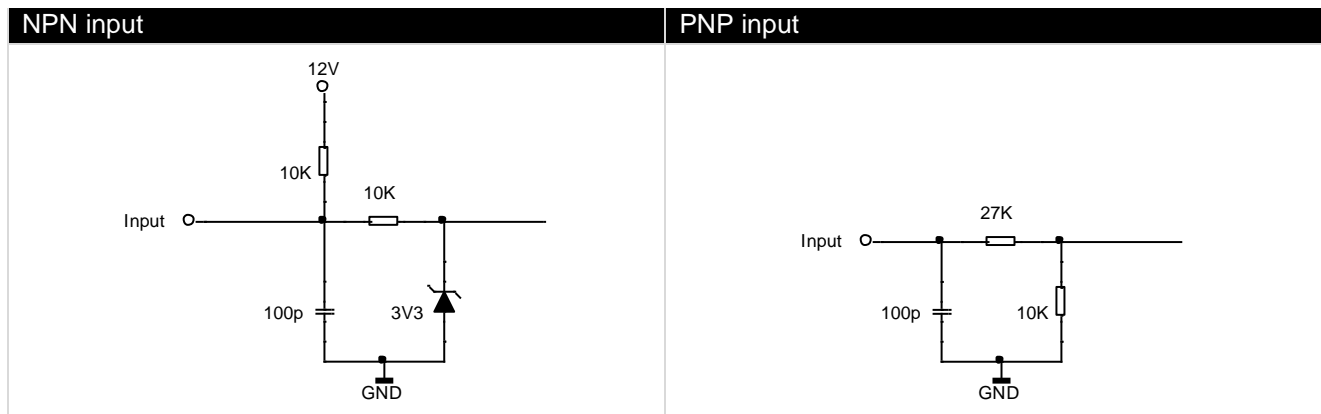 NPN input
PNP input
12V
10K
10K
Input
100p
3V3
GND
27K
Input
100p
10K
GND